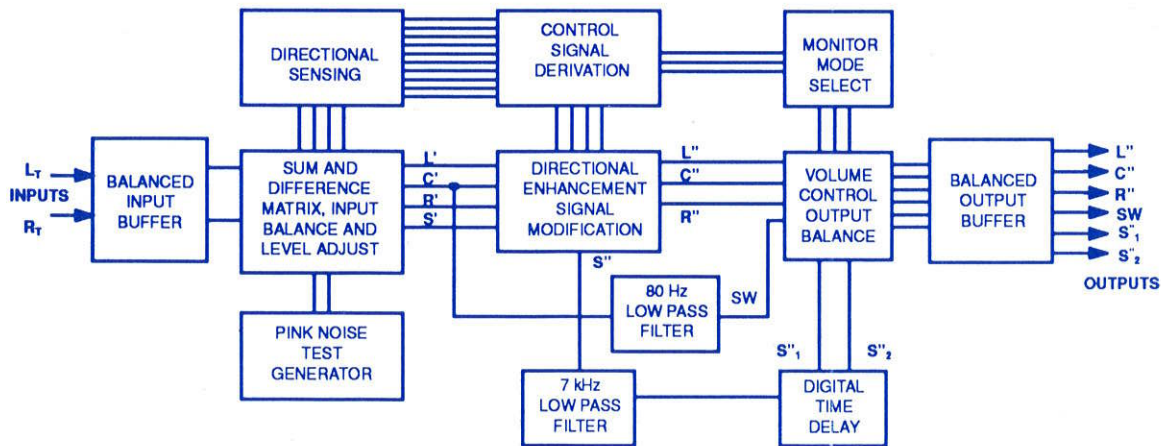 DIRECTIONAL
SENSING
CONTROL
SIGNAL
DERIVATION
MONITOR
MODE
SELECT
L_T
INPUTS
R_T
BALANCED
INPUT
BUFFER
SUM AND
DIFFERENCE
MATRIX, INPUT
BALANCE AND
LEVEL ADJUST
L'
C'
R'
S'
DIRECTIONAL
ENHANCEMENT
SIGNAL
MODIFICATION
L"
C"
R"
S"
VOLUME
CONTROL
OUTPUT
BALANCE
BALANCED
OUTPUT
BUFFER
L"
C"
R"
SW
S"1
S"2
OUTPUTS
PINK NOISE
TEST
GENERATOR
80 Hz
LOW PASS
FILTER
SW
7 kHz
LOW PASS
FILTER
S"1
S"2
DIGITAL
TIME
DELAY